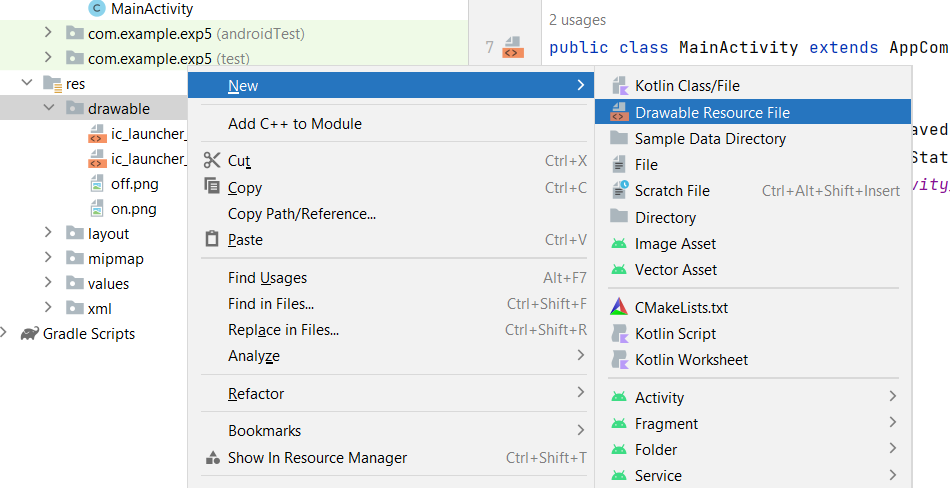 MainActivity
com.example.exp5 (androidTest)
com.example.exp5 (test)
res
drawable
ic_launcher_
ic_launcher_
off.png
on.png
layout
mipmap
values
xml
Gradle Scripts
2 usages
7 public class MainActivity extends AppCom
aved
Stat
vity
New
Add C++ to Module
Cut Ctrl+X
Copy Ctrl+C
Copy Path/Reference...
Paste Ctrl+V
Find Usages Alt+F7
Find in Files... Ctrl+Shift+F
Replace in Files... Ctrl+Shift+R
Analyze
Refactor
Bookmarks
Show In Resource Manager Ctrl+Shift+T
Kotlin Class/File
Drawable Resource File
Sample Data Directory
File
Scratch File Ctrl+Alt+Shift+Insert
Directory
Image Asset
Vector Asset
CMakeLists.txt
Kotlin Script
Kotlin Worksheet
Activity
Fragment
Folder
Service